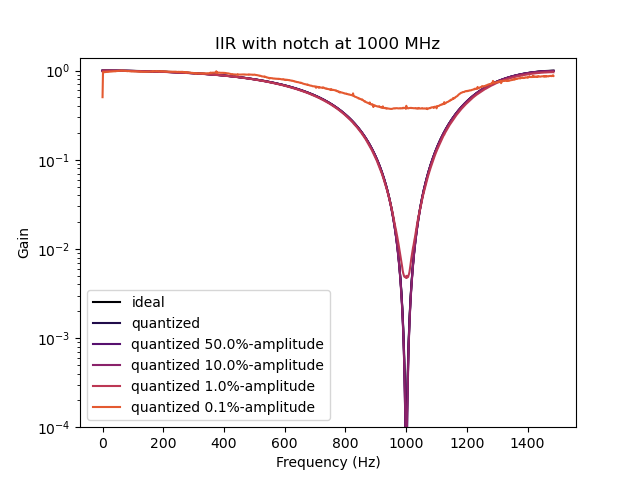 IIR with notch at 1000 MHz
10⁰
10⁻¹
10⁻²
10⁻³
10⁻⁴
Gain
ideal
quantized
quantized 50.0%-amplitude
quantized 10.0%-amplitude
quantized 1.0%-amplitude
quantized 0.1%-amplitude
0 200 400 600 800 1000 1200 1400
Frequency (Hz)